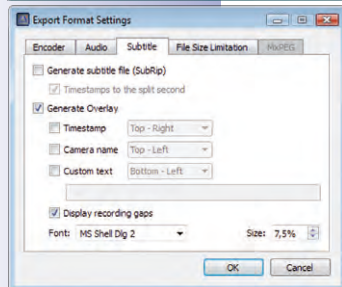 Export Format Settings
Encoder Audio Subtitle File Size Limitation MxPEG
Generate subtitle file (SubRip)
Timestamps to the split second
Generate Overlay
Timestamp Top - Right
Camera name Top - Left
Custom text Bottom - Left
Display recording gaps
Font: MS Shell Dlg 2 Size: 7,5%
OK Cancel